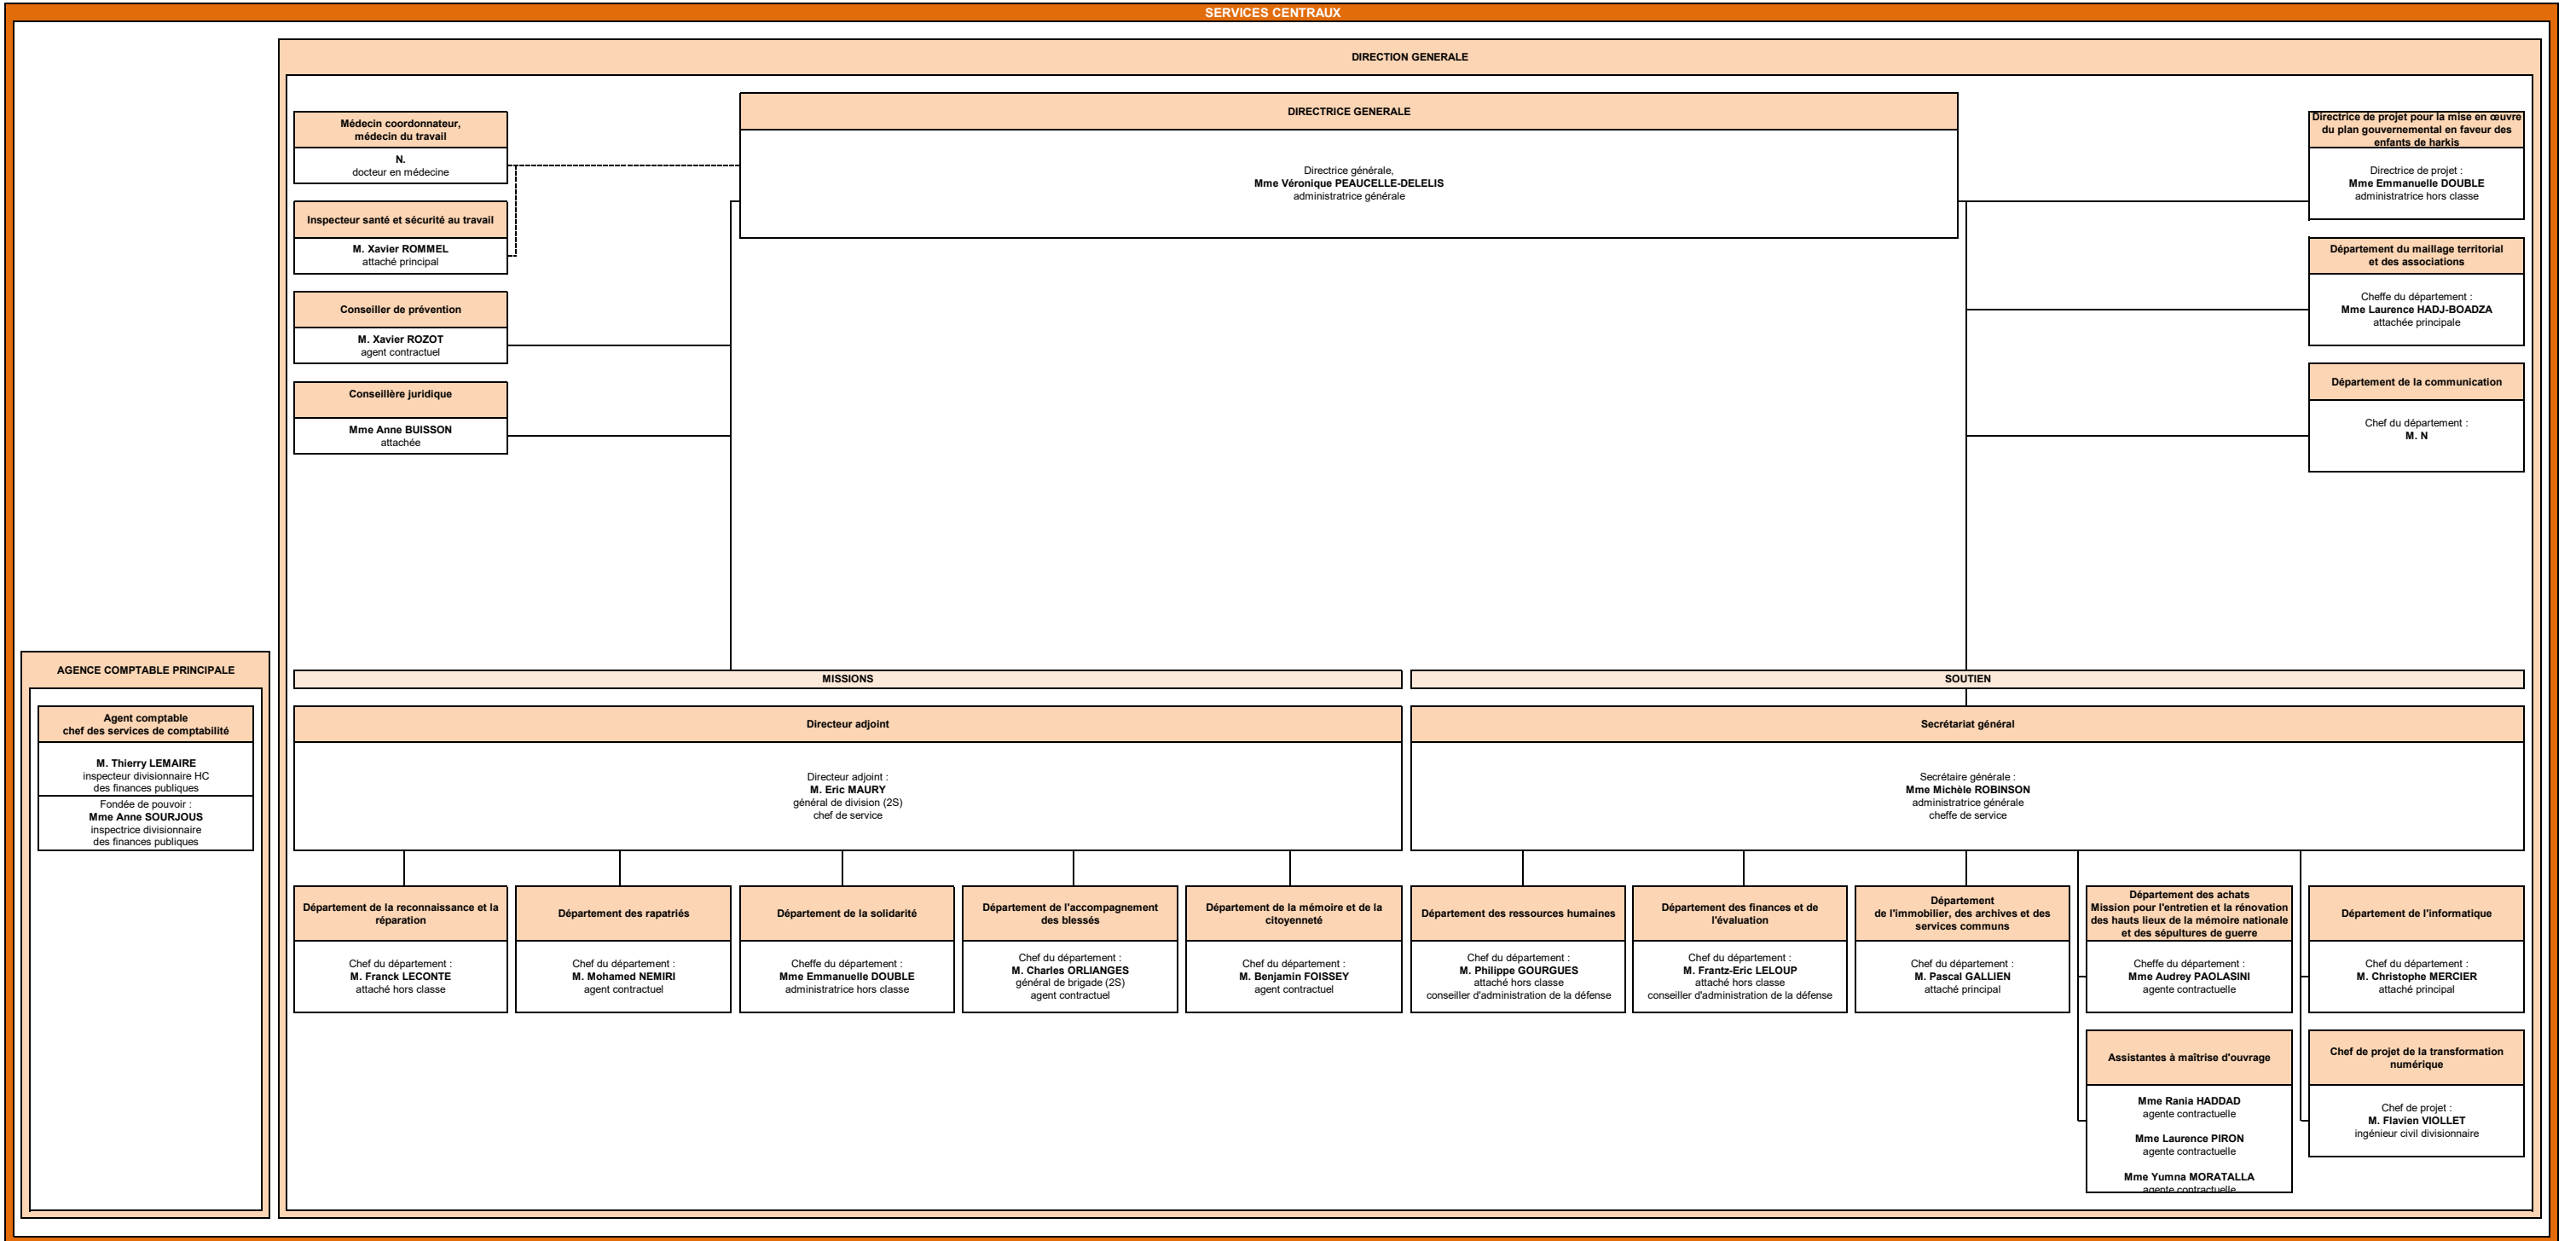 SERVICES CENTRAUX
DIRECTION GENERALE
DIRECTRICE GENERALE
Directrice générale,
Mme Véronique PEAUCELLE-DELELIS
administratrice générale
Médecin coordonnateur,
médecin du travail
N.
docteur en médecine
Inspecteur santé et sécurité au travail
M. Xavier ROMMEL
attaché principal
Conseiller de prévention
M. Xavier ROZOT
agent contractuel
Conseillère juridique
Mme Anne BUISSON
attachée
Directrice de projet pour la mise en œuvre
du plan gouvernemental en faveur des
enfants de harkis
Directrice de projet :
Mme Emmanuelle DOUBLE
administratrice hors classe
Département du maillage territorial
et des associations
Cheffe du département :
Mme Laurence HADJ-BOADZA
attachée principale
Département de la communication
Chef du département :
M. N
AGENCE COMPTABLE PRINCIPALE
Agent comptable
chef des services de comptabilité
M. Thierry LEMAIRE
inspecteur divisionnaire HC
des finances publiques
Fondée de pouvoir :
Mme Anne SOURJOUS
inspectrice divisionnaire
des finances publiques
MISSIONS
Directeur adjoint
Directeur adjoint :
M. Eric MAURY
général de division (2S)
chef de service
SOUTIEN
Secrétariat général
Secrétaire générale :
Mme Michèle ROBINSON
administratrice générale
cheffe de service
Département de la reconnaissance et la
réparation
Chef du département :
M. Franck LECONTE
attaché hors classe
Département des rapatriés
Chef du département :
M. Mohamed NEMIRI
agent contractuel
Département de la solidarité
Cheffe du département :
Mme Emmanuelle DOUBLE
administratrice hors classe
Département de l'accompagnement
des blessés
Chef du département :
M. Charles ORLIANGES
général de brigade (2S)
agent contractuel
Département de la mémoire et de la
citoyenneté
Chef du département :
M. Benjamin FOISSEY
agent contractuel
Département des ressources humaines
Chef du département :
M. Philippe GOURGUES
attaché hors classe
conseiller d'administration de la défense
Département des finances et de
l'évaluation
Chef du département :
M. Frantz-Eric LELOUP
attaché hors classe
conseiller d'administration de la défense
Département
de l'immobilier, des archives et des
services communs
Chef du département :
M. Pascal GALLIEN
attaché principal
Département des achats
Mission pour l'entretien et la rénovation
des hauts lieux de la mémoire nationale
et des sépultures de guerre
Cheffe du département :
Mme Audrey PAOLASINI
agente contractuelle
Département de l'informatique
Chef du département :
M. Christophe MERCIER
attaché principal
Assistantes à maîtrise d'ouvrage
Mme Rania HADDAD
agente contractuelle
Mme Laurence PIRON
agente contractuelle
Mme Yumna MORATALLA
agente contractuelle
Chef de projet de la transformation
numérique
Chef de projet :
M. Flavien VIOLLET
ingénieur civil divisionnaire